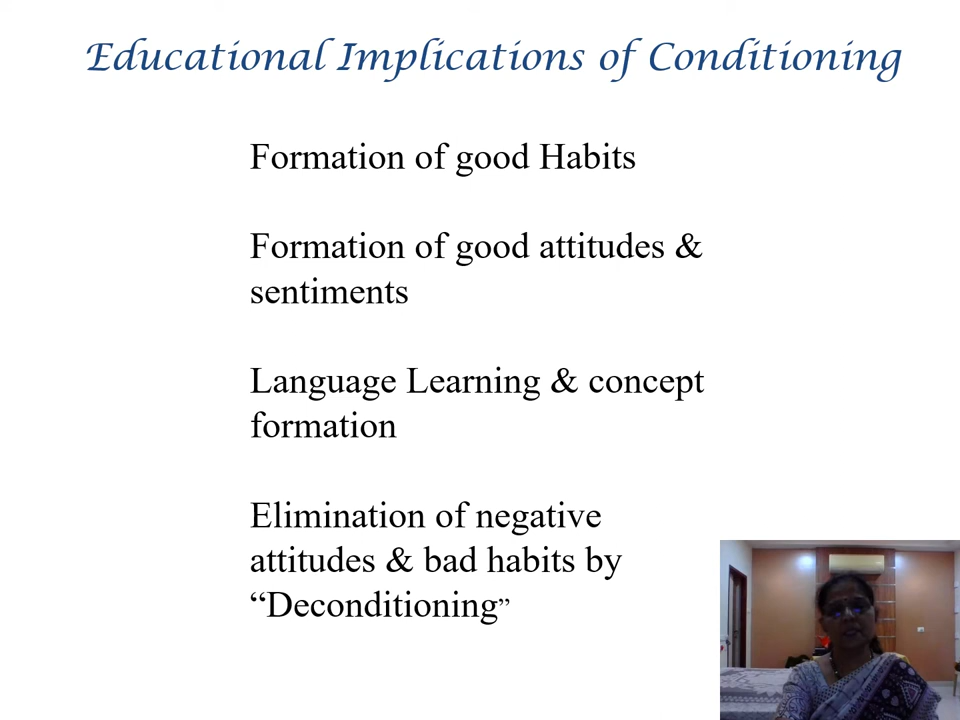 Educational Implications of Conditioning
Formation of good Habits
Formation of good attitudes &
sentiments
Language Learning & concept
formation
Elimination of negative
attitudes & bad habits by
“Deconditioning”